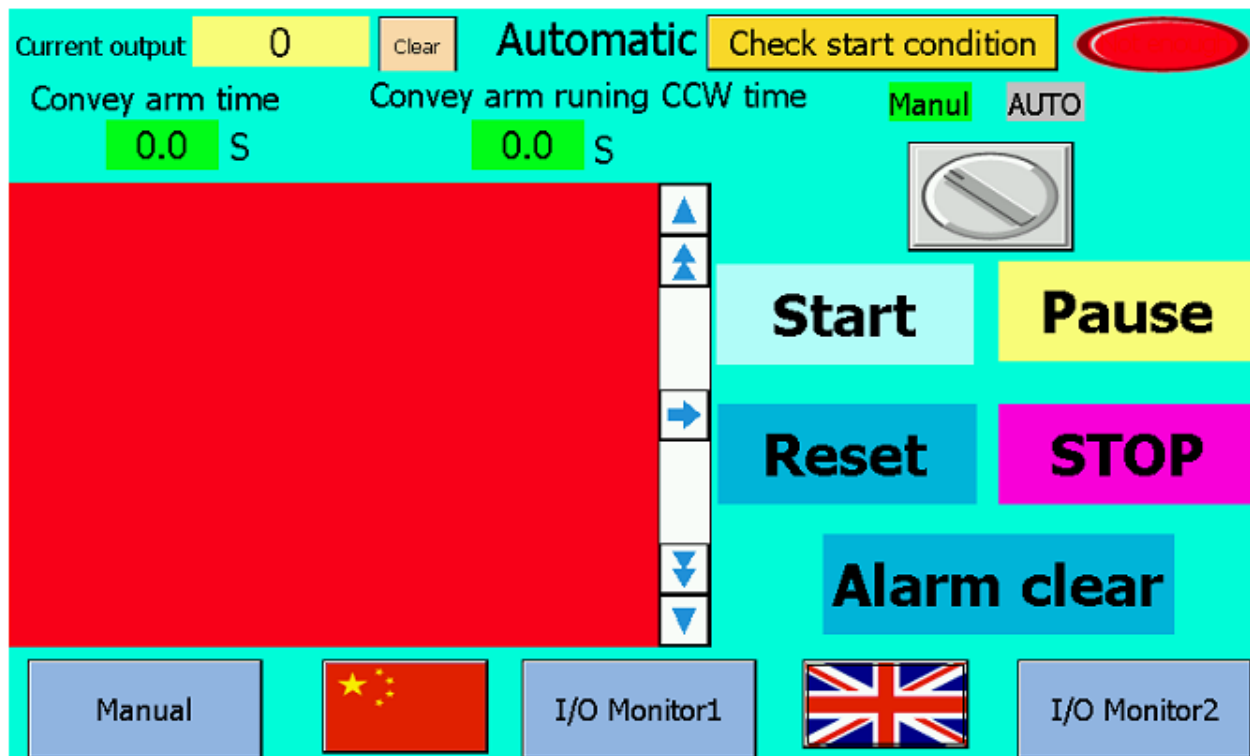 Current output 0 Clear Automatic Check start condition
Convey arm time Convey arm runing CCW time Manul AUTO
0.0 S 0.0 S
Start Pause
Reset STOP
Alarm clear
Manual I/O Monitor1 I/O Monitor2